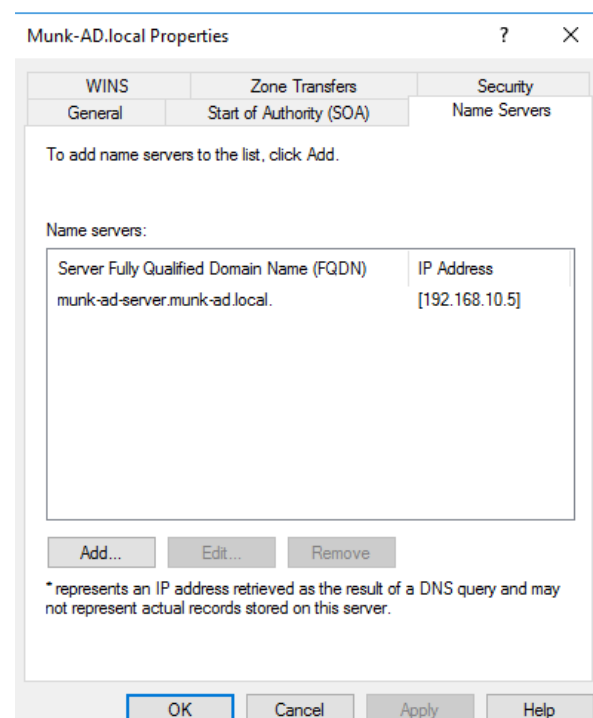 Munk-AD.local Properties ? ×
WINS Zone Transfers Security
General Start of Authority (SOA) Name Servers
To add name servers to the list, click Add.
Name servers:
Server Fully Qualified Domain Name (FQDN) IP Address
munk-ad-server.munk-ad.local. [192.168.10.5]
Add... Edit... Remove
* represents an IP address retrieved as the result of a DNS query and may
not represent actual records stored on this server.
OK Cancel Apply Help